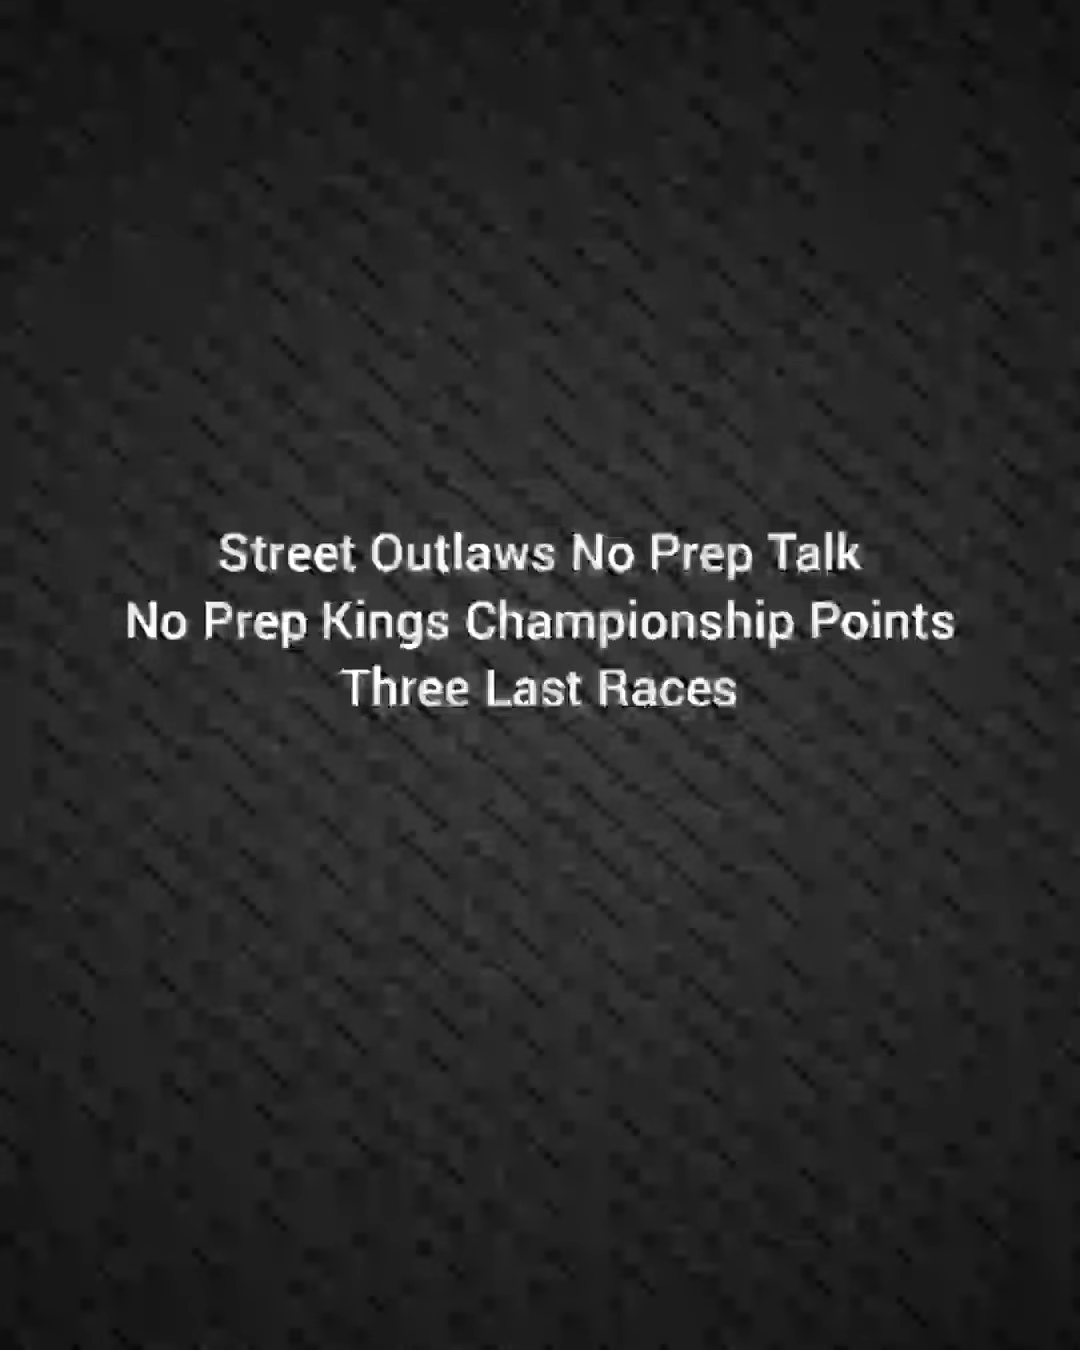 Street Outlaws No Prep Talk
No Prep Kings Championship Points
Three Last Races